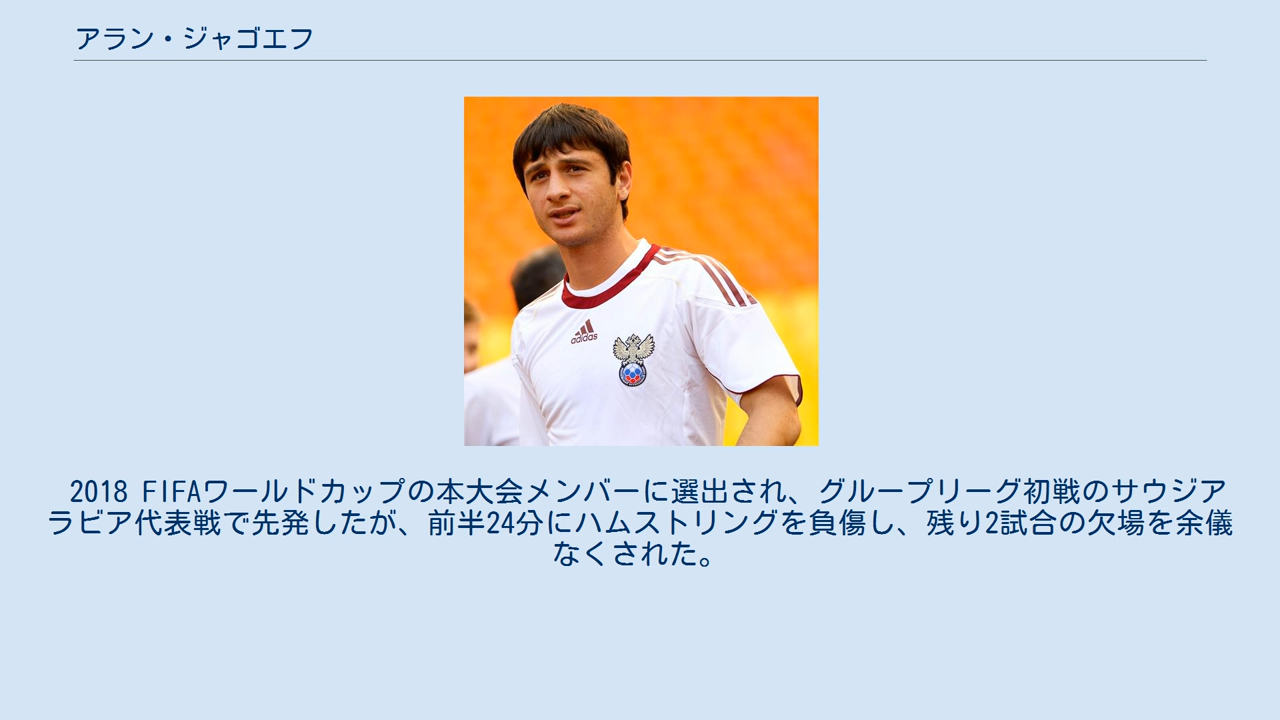 アラン・ジャゴエフ
adidas
2018 FIFAワールドカップの本大会メンバーに選出され、グループリーグ初戦のサウジア
ラビア代表戦で先発したが、前半24分にハムストリングを負傷し、残り2試合の欠場を余儀
なくされた。